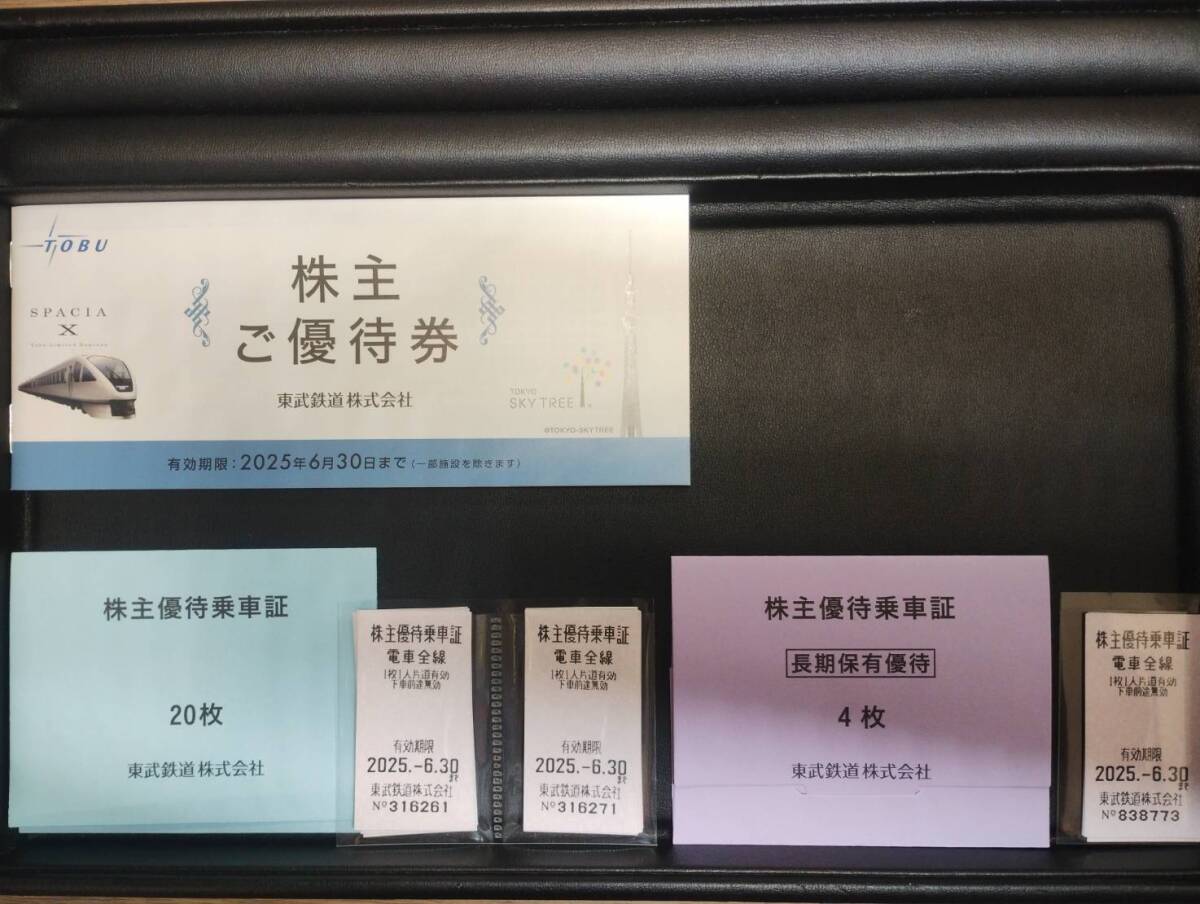 TOBU
SPACIA
X
株主
ご優待券
東武鉄道株式会社
TOKYO
SKY TREE
©TOKYO-SKYTREE
有効期限：2025年6月30日まで（一部施設を除きます）
株主優待乗車証
20枚
東武鉄道株式会社
株主優待乗車証
電車全線
1枚1人片道有効
下車前途無効
有効期限
2025.-6.30
まで
東武鉄道株式会社
No316261
株主優待乗車証
電車全線
1枚1人片道有効
下車前途無効
有効期限
2025.-6.30
まで
東武鉄道株式会社
No316271
株主優待乗車証
長期保有優待
4枚
東武鉄道株式会社
株主優待乗車証
電車全線
1枚1人片道有効
下車前途無効
有効期限
2025.-6.30
まで
東武鉄道株式会社
No838773